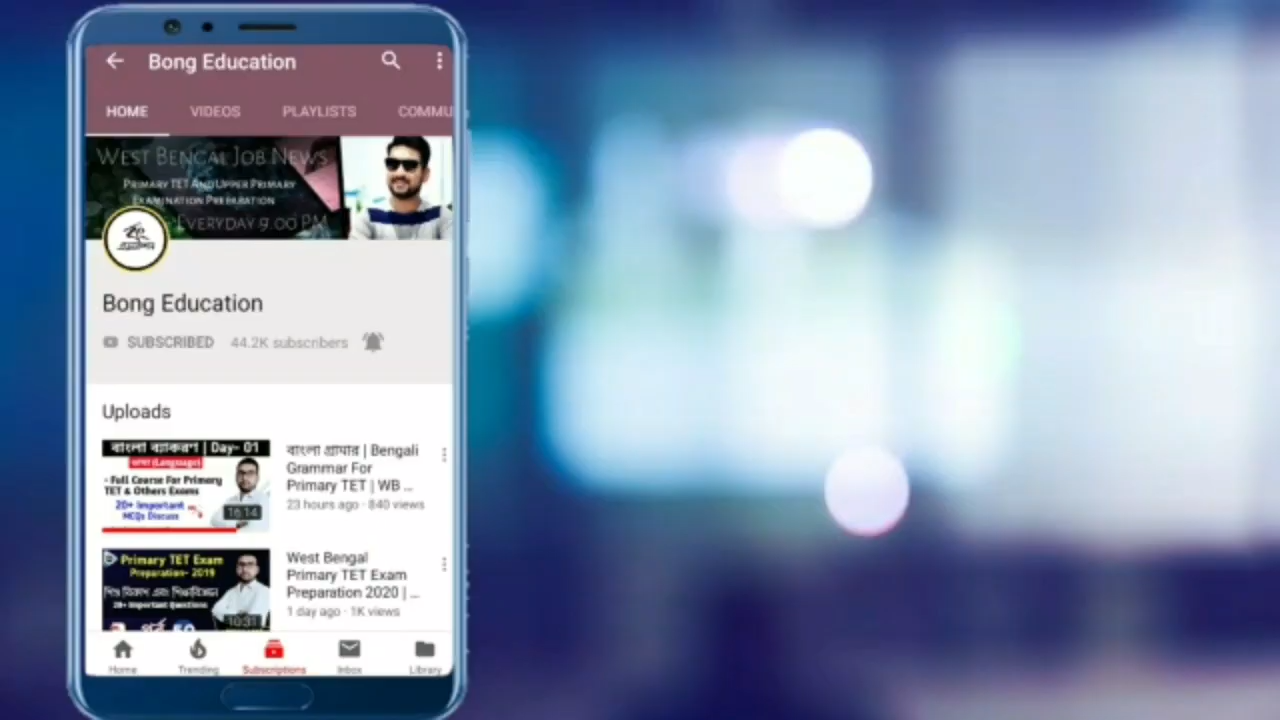 Bong Education
HOME VIDEOS PLAYLISTS COMMU
WEST BENGAL JOB NEWS
PRIMARY TET AND UPPER PRIMARY
EXAMINATION PREPARATION
EVERYDAY 9.00 PM
Bong Education
SUBSCRIBED 44.2K subscribers
Uploads
বাংলা ব্যাকরণ | Day- 01
(Language)
- Full Course For Primary
TET & Others Exams
20+ Important
MCQs Discuss
16:14
বাংলা গ্রামার | Bengali
Grammar For
Primary TET | WB ...
23 hours ago · 840 views
Primary TET Exam
Preparation- 2019
20+ Important Questions
10:31
West Bengal
Primary TET Exam
Preparation 2020 | ...
1 day ago · 1K views
Home Trending Subscriptions Inbox Library